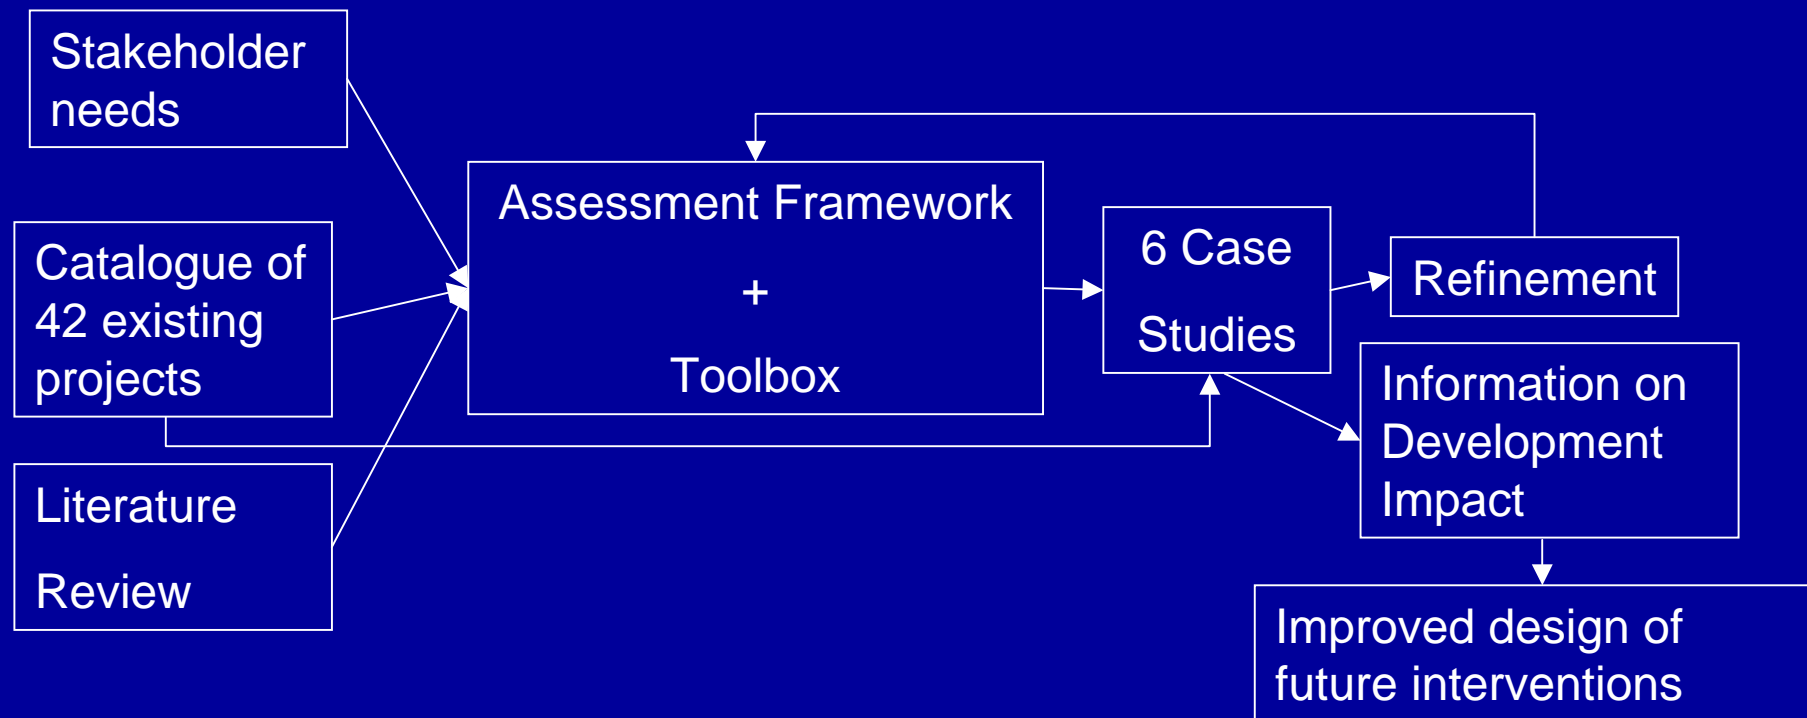 Stakeholder
needs
Catalogue of
42 existing
projects
Literature
Review
Assessment Framework
+
Toolbox
6 Case
Studies
Refinement
Information on
Development
Impact
Improved design of
future interventions